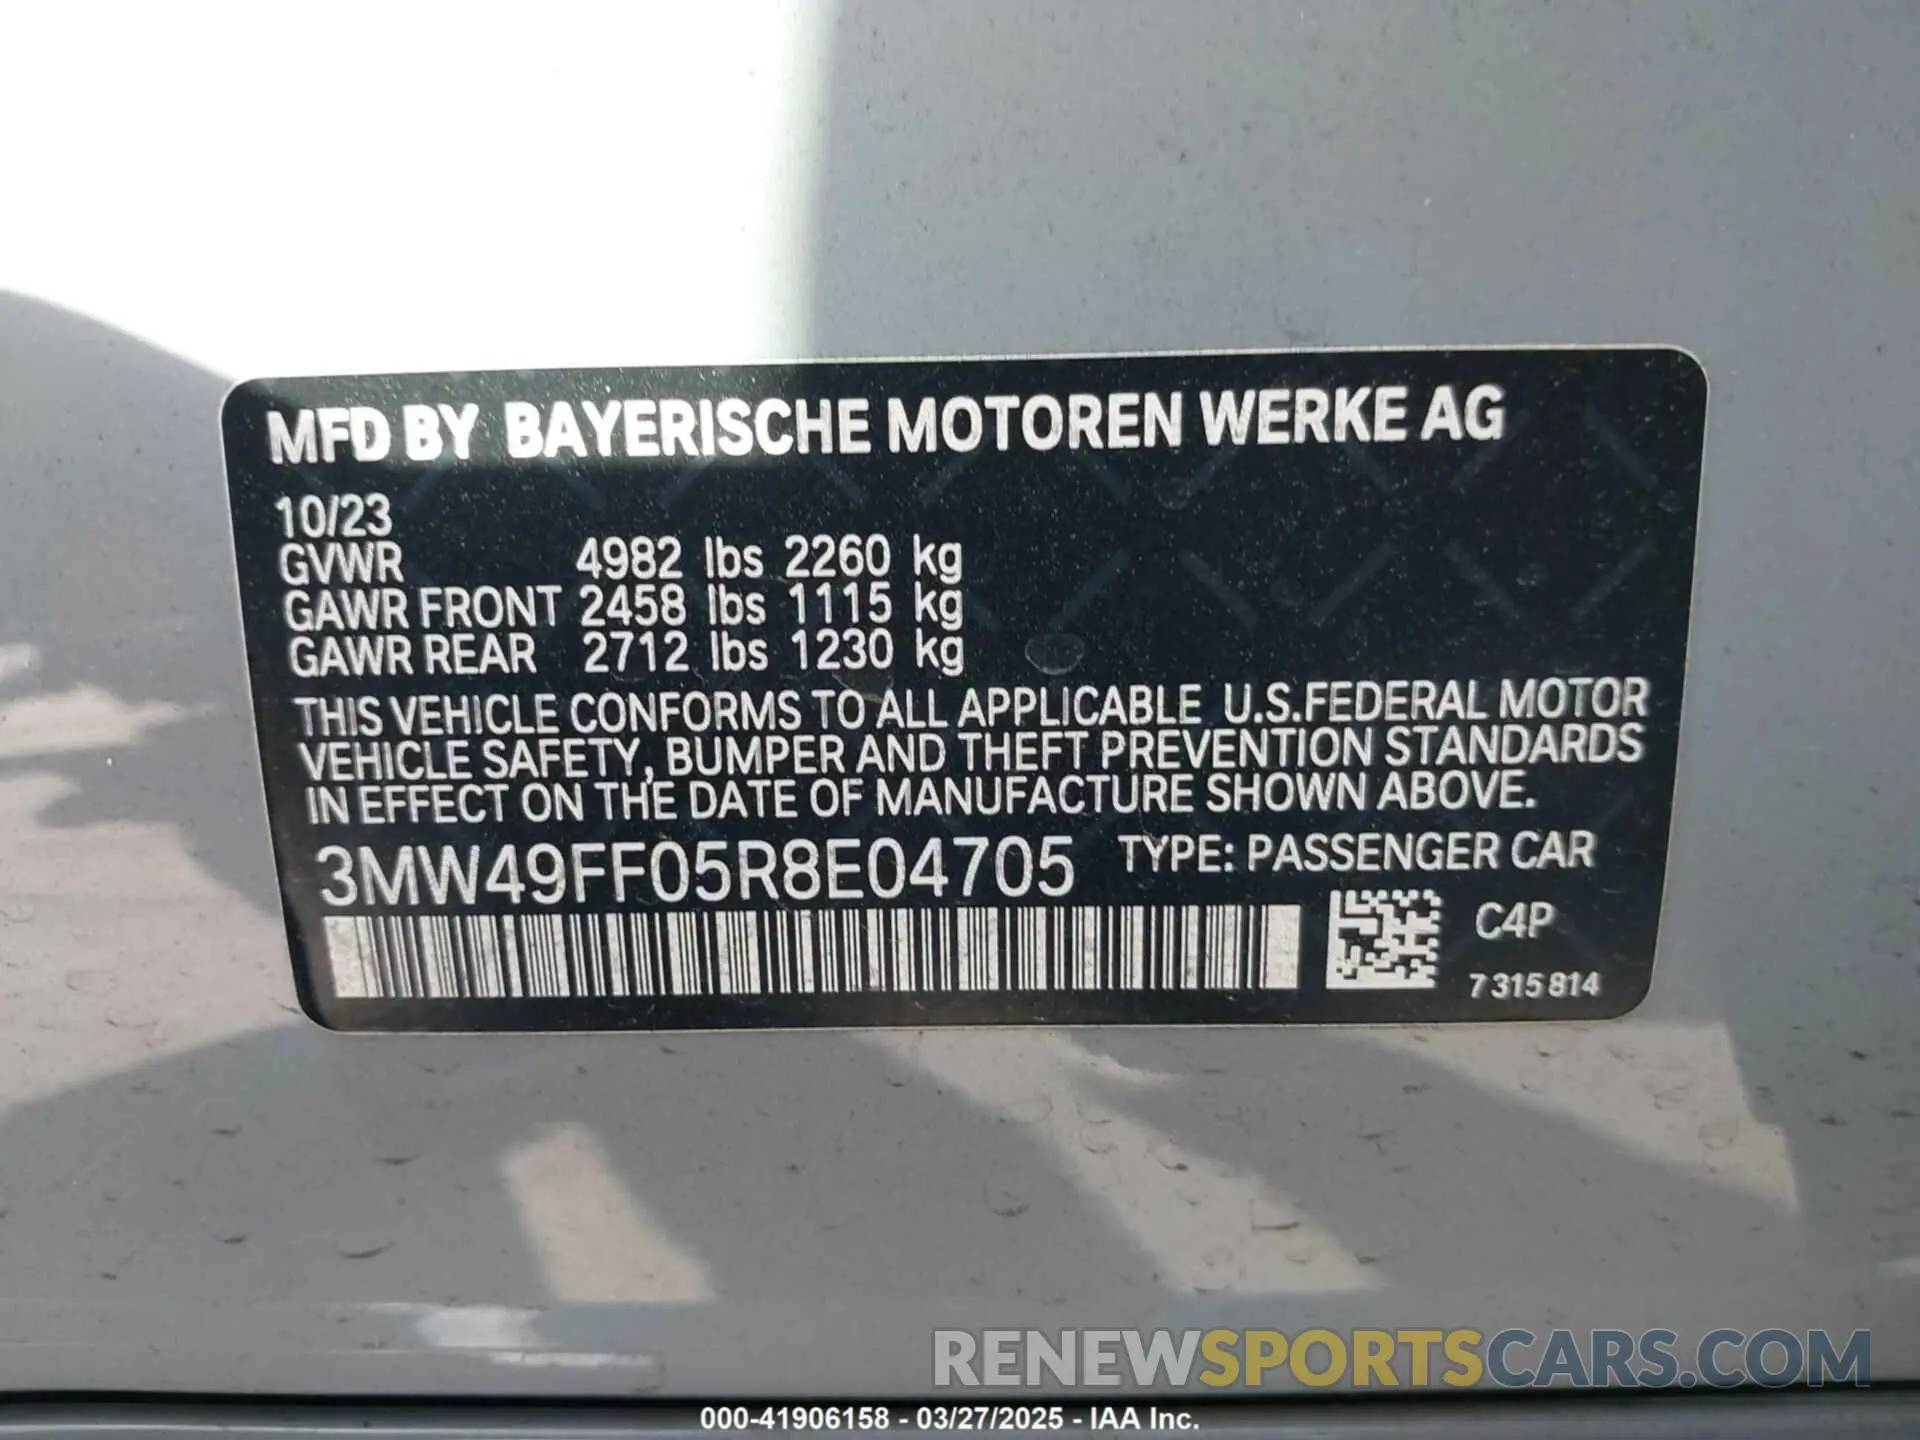 MFD BY BAYERISCHE MOTOREN WERKE AG
10/23
GVWR 4982 lbs 2260 kg
GAWR FRONT 2458 lbs 1115 kg
GAWR REAR 2712 lbs 1230 kg
THIS VEHICLE CONFORMS TO ALL APPLICABLE U.S.FEDERAL MOTOR
VEHICLE SAFETY, BUMPER AND THEFT PREVENTION STANDARDS
IN EFFECT ON THE DATE OF MANUFACTURE SHOWN ABOVE.
3MW49FF05R8E04705 TYPE: PASSENGER CAR
C4P
7 315 814
RENEWSPORTSCARS.COM
000-41906158 - 03/27/2025 - IAA Inc.